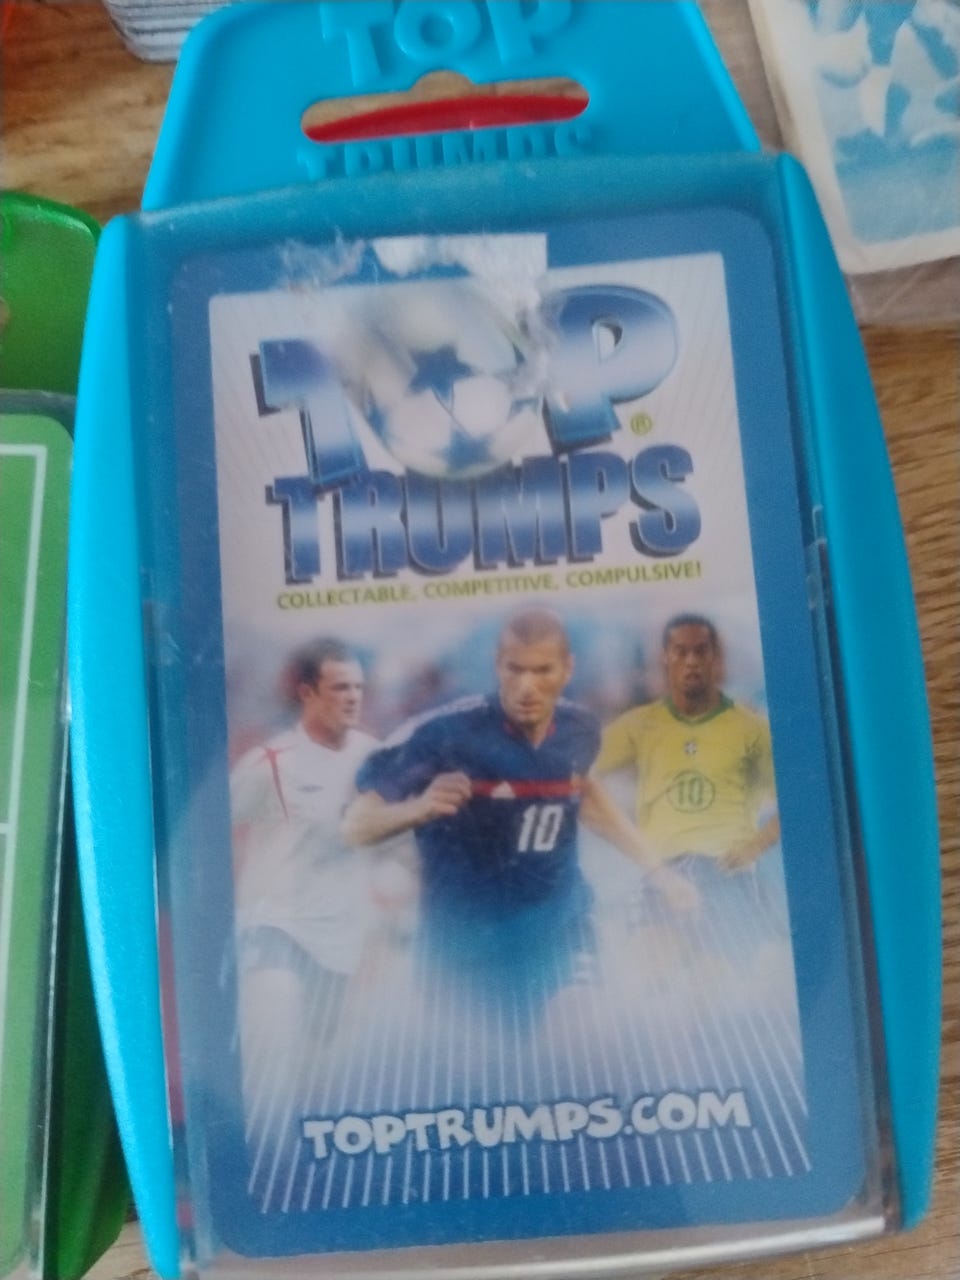 TOP
TRUMPS
TOP
TRUMPS®
COLLECTABLE, COMPETITIVE, COMPULSIVE!
10
10
TOPTRUMPS.COM